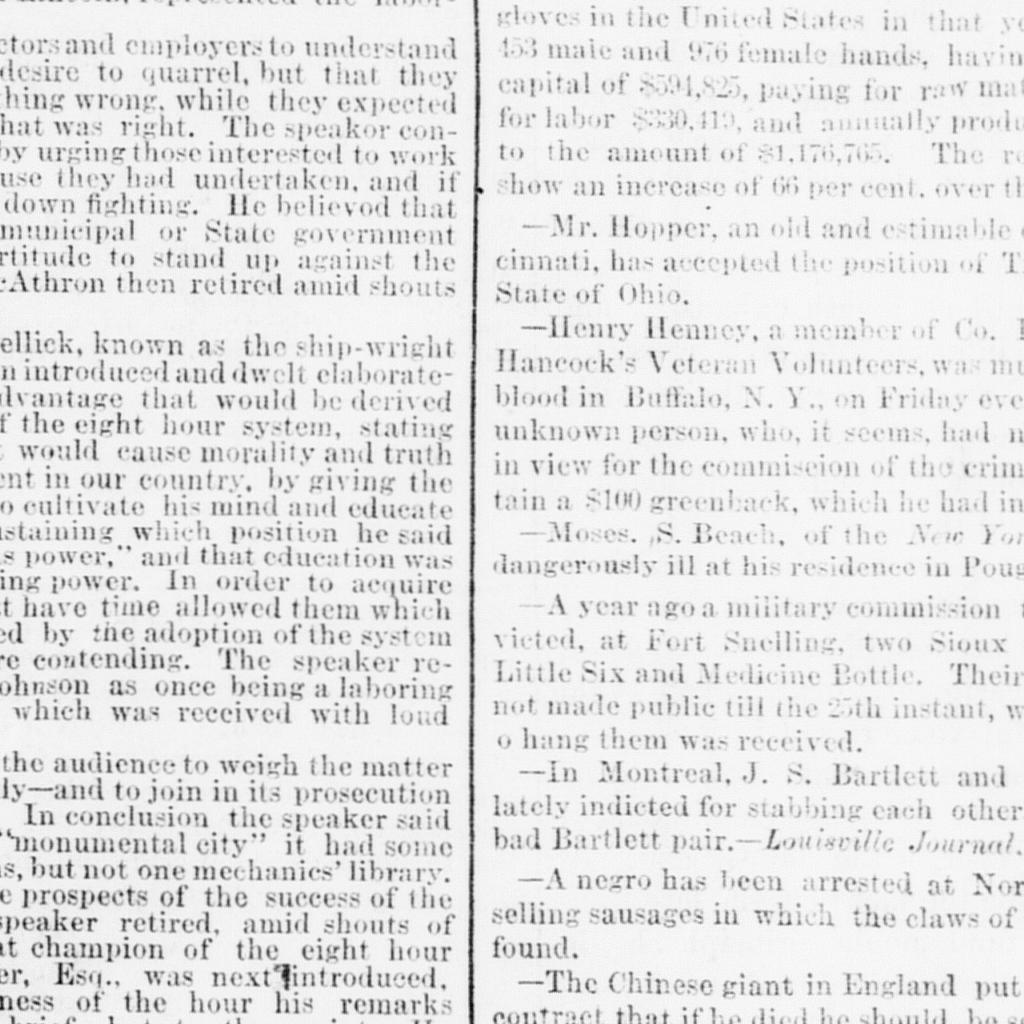 ctors and employers to understand
desire to quarrel, but that they
thing wrong, while they expected
hat was right. The speakor con-
by urging those interested to work
use they had undertaken, and if
down fighting. He believod that
municipal or State government
rtitude to stand up against the
cAthron then retired amid shouts
ellick, known as the ship-wright
n introduced and dwelt elaborate-
dvantage that would be derived
f the eight hour system, stating
t would cause morality and truth
ent in our country, by giving the
o cultivate his mind and educate
ustaining which position he said
is power," and that education was
ing power. In order to acquire
t have time allowed them which
ed by the adoption of the system
re contending. The speaker re-
ohnson as once being a laboring
which was received with loud
the audience to weigh the matter
ly—and to join in its prosecution
In conclusion the speaker said
"monumental city" it had some
ns, but not one mechanics' library.
e prospects of the success of the
speaker retired, amid shouts of
at champion of the eight hour
er, Esq., was next introduced,
ness of the hour his remarks
gloves in the United States in that ye
453 male and 976 female hands, havin
capital of $594,825, paying for raw mat
for labor $330,419, and annually produ
to the amount of $1,176,765. The re
show an increase of 66 per cent. over th
—Mr. Hopper, an old and estimable c
cinnati, has accepted the position of T
State of Ohio.
—Henry Henney, a member of Co. 
Hancock's Veteran Volunteers, was mu
blood in Buffalo, N. Y., on Friday eve
unknown person, who, it seems, had n
in view for the commiscion of the crim
tain a $100 greenback, which he had in
—Moses. S. Beach, of the New Yor
dangerously ill at his residence in Poug
—A year ago a military commission
victed, at Fort Snelling, two Sioux
Little Six and Medicine Bottle. Their
not made public till the 25th instant, w
o hang them was received.
—In Montreal, J. S. Bartlett and
lately indicted for stabbing each other
bad Bartlett pair.—Louisville Journal.
—A negro has been arrested at Nor
selling sausages in which the claws of
found.
—The Chinese giant in England put
contract that if he died he should be s